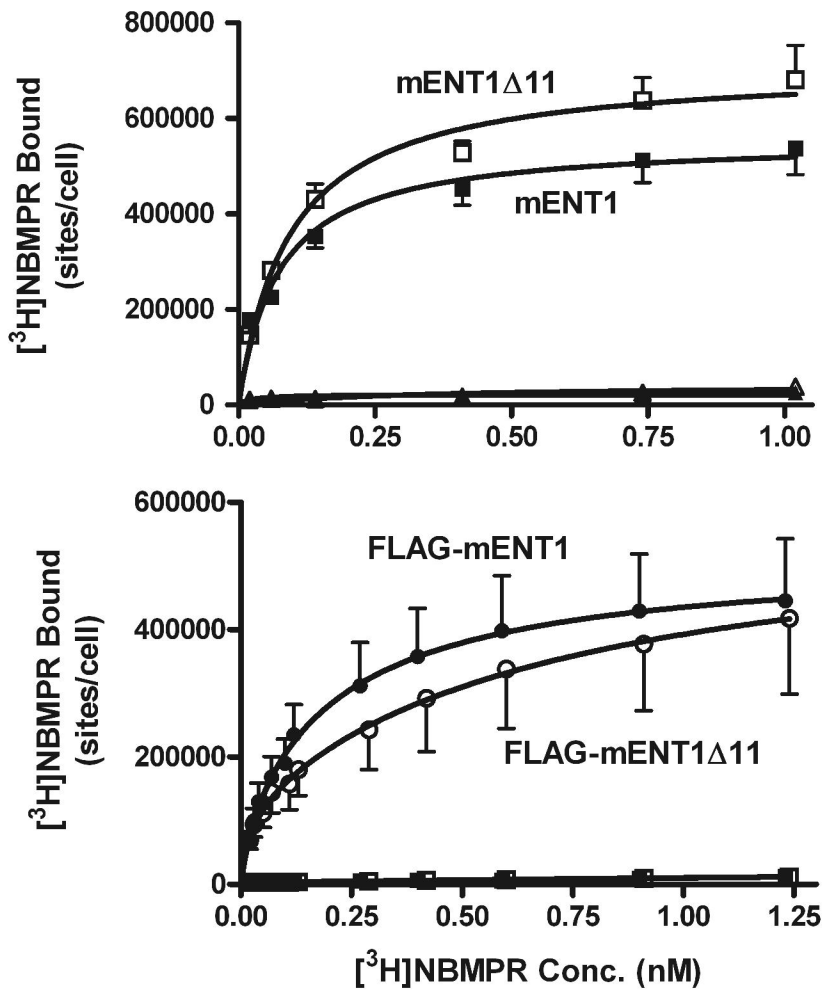 [³H]NBMPR Bound
(sites/cell)
800000
600000
400000
200000
0
mENT1Δ11
mENT1
0.00
0.25
0.50
0.75
1.00
[³H]NBMPR Bound
(sites/cell)
600000
400000
200000
0
FLAG-mENT1
FLAG-mENT1Δ11
0.00
0.25
0.50
0.75
1.00
1.25
[³H]NBMPR Conc. (nM)